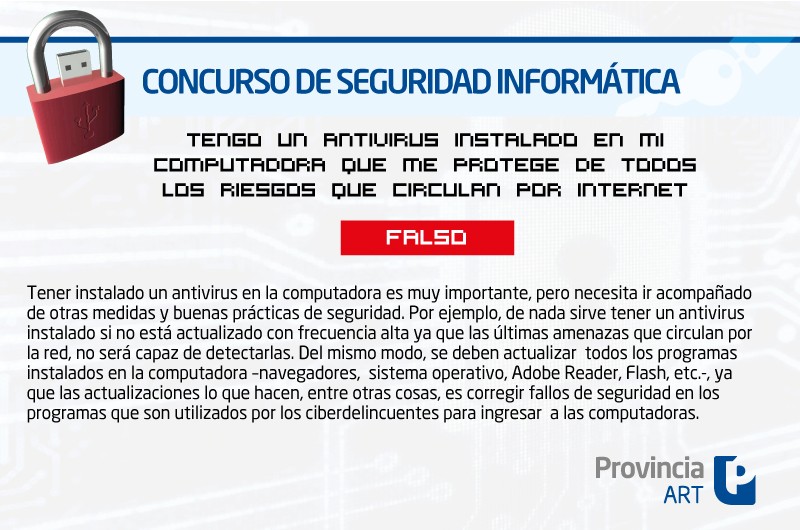 CONCURSO DE SEGURIDAD INFORMÁTICA
TENGO UN ANTIVIRUS INSTALADO EN MI
COMPUTADORA QUE ME PROTEGE DE TODOS
LOS RIESGOS QUE CIRCULAN POR INTERNET
FALSO
Tener instalado un antivirus en la computadora es muy importante, pero necesita ir acompañado
de otras medidas y buenas prácticas de seguridad. Por ejemplo, de nada sirve tener un antivirus
instalado si no está actualizado con frecuencia alta ya que las últimas amenazas que circulan por
la red, no será capaz de detectarlas. Del mismo modo, se deben actualizar  todos los programas
instalados en la computadora –navegadores,  sistema operativo, Adobe Reader, Flash, etc.-, ya
que las actualizaciones lo que hacen, entre otras cosas, es corregir fallos de seguridad en los
programas que son utilizados por los ciberdelincuentes para ingresar  a las computadoras.
Provincia
ART